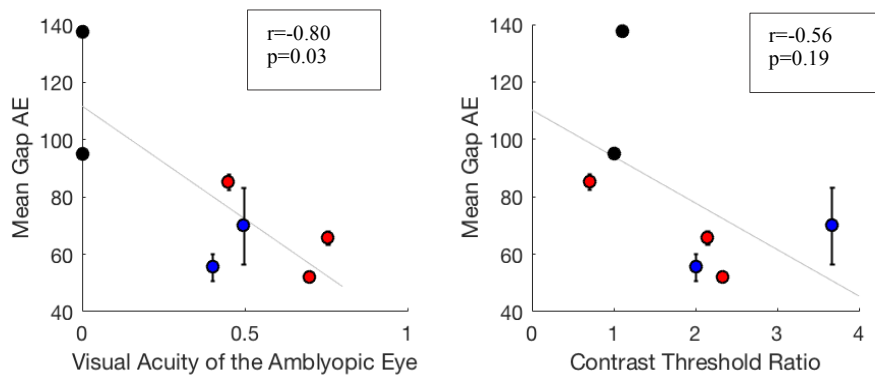 r=-0.80
p=0.03
Mean Gap AE
140
120
100
80
60
40
0
0.5
1
Visual Acuity of the Amblyopic Eye
r=-0.56
p=0.19
Mean Gap AE
140
120
100
80
60
40
0
1
2
3
4
Contrast Threshold Ratio